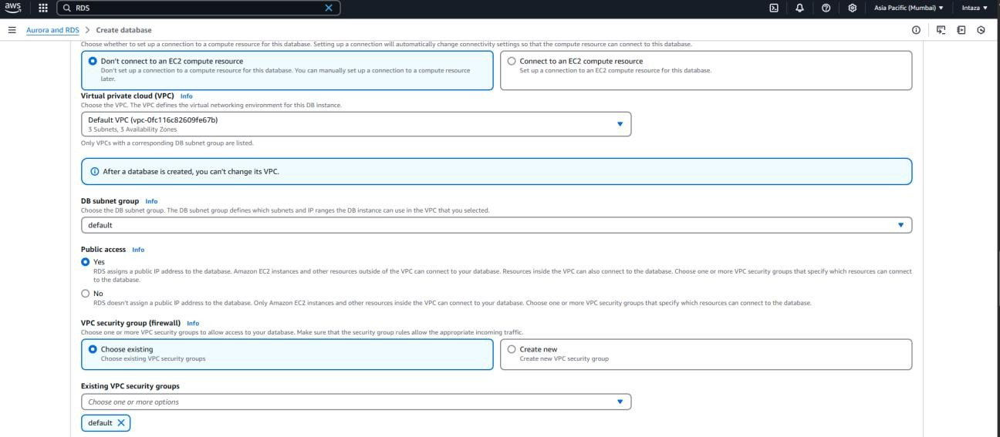 aws
RDS
Asia Pacific (Mumbai)
Intaza
Aurora and RDS > Create database
Choose whether to set up a connection to a compute resource for this database. Setting up a connection will automatically change connectivity settings so that the compute resource can connect to this database.
Don't connect to an EC2 compute resource
Don't set up a connection to a compute resource for this database. You can manually set up a connection to a compute resource
later.
Connect to an EC2 compute resource
Set up a connection to an EC2 compute resource for this database.
Virtual private cloud (VPC) Info
Choose the VPC. The VPC defines the virtual networking environment for this DB instance.
Default VPC (vpc-0fc116c82609fe67b)
3 Subnets, 3 Availability Zones
Only VPCs with a corresponding DB subnet group are listed.
After a database is created, you can't change its VPC.
DB subnet group Info
Choose the DB subnet group. The DB subnet group defines which subnets and IP ranges the DB instance can use in the VPC that you selected.
default
Public access Info
Yes
RDS assigns a public IP address to the database. Amazon EC2 instances and other resources outside of the VPC can connect to your database. Resources inside the VPC can also connect to the database. Choose one or more VPC security groups that specify which resources can connect
to the database.
No
RDS doesn't assign a public IP address to the database. Only Amazon EC2 instances and other resources inside the VPC can connect to your database. Choose one or more VPC security groups that specify which resources can connect to the database.
VPC security group (firewall) Info
Choose one or more VPC security groups to allow access to your database. Make sure that the security group rules allow the appropriate incoming traffic.
Choose existing
Choose existing VPC security groups
Create new
Create new VPC security group
Existing VPC security groups
Choose one or more options
default